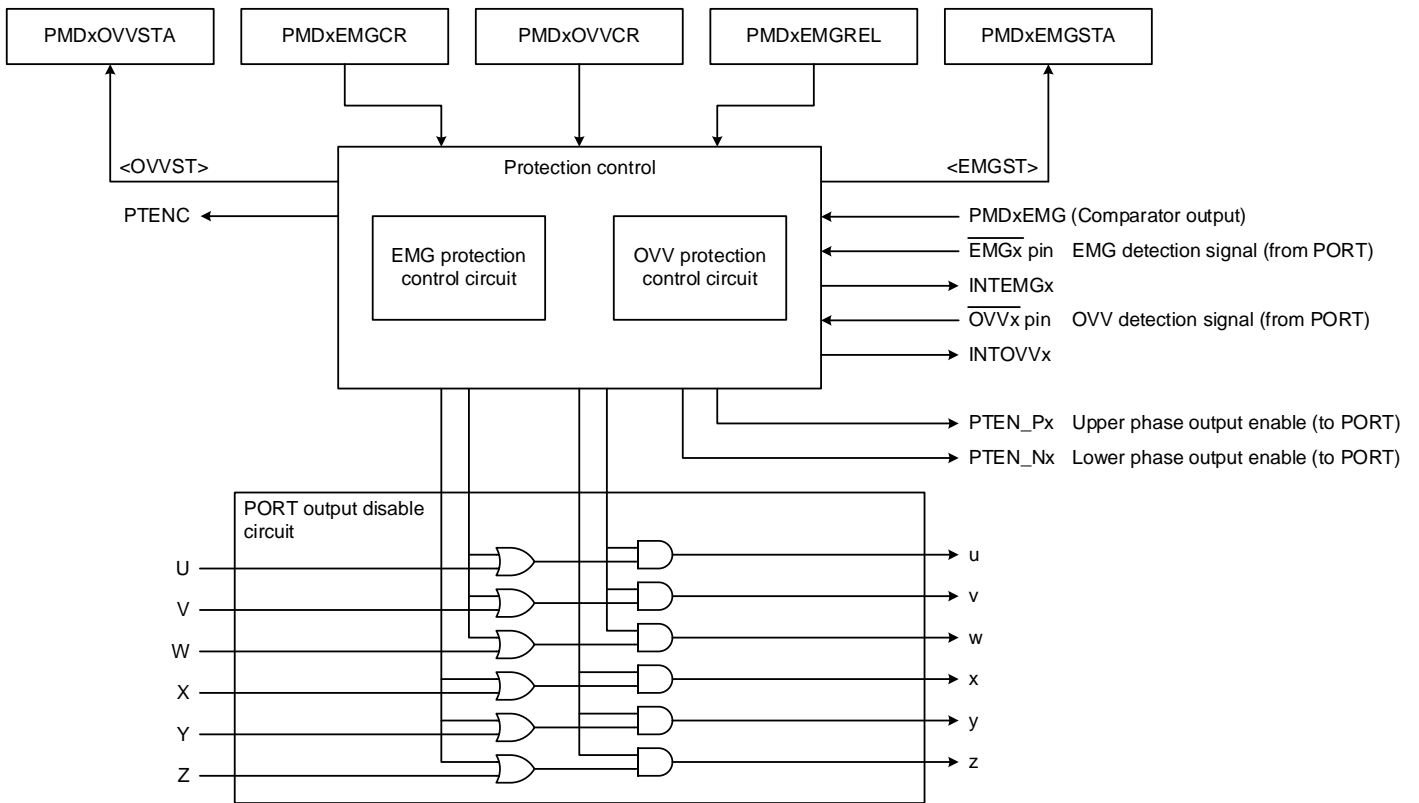 PMDxOVVSTA
PMDxEMGCR
PMDxOVVCR
PMDxEMGREL
PMDxEMGSTA
<OVVST>
Protection control
<EMGST>
PTENC
EMG protection
control circuit
OVV protection
control circuit
PMDxEMG (Comparator output)
EMGx pin EMG detection signal (from PORT)
INTEMGx
OVVx pin OVV detection signal (from PORT)
INTOVVx
PTEN_Px Upper phase output enable (to PORT)
PTEN_Nx Lower phase output enable (to PORT)
PORT output disable
circuit
U
u
V
v
W
w
X
x
Y
y
Z
z